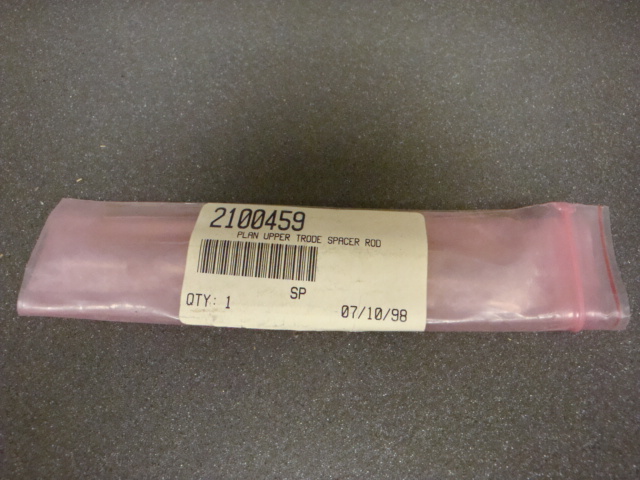 2100459
PLAN UPPER TRODE SPACER ROD
SP
QTY: 1
07/10/98